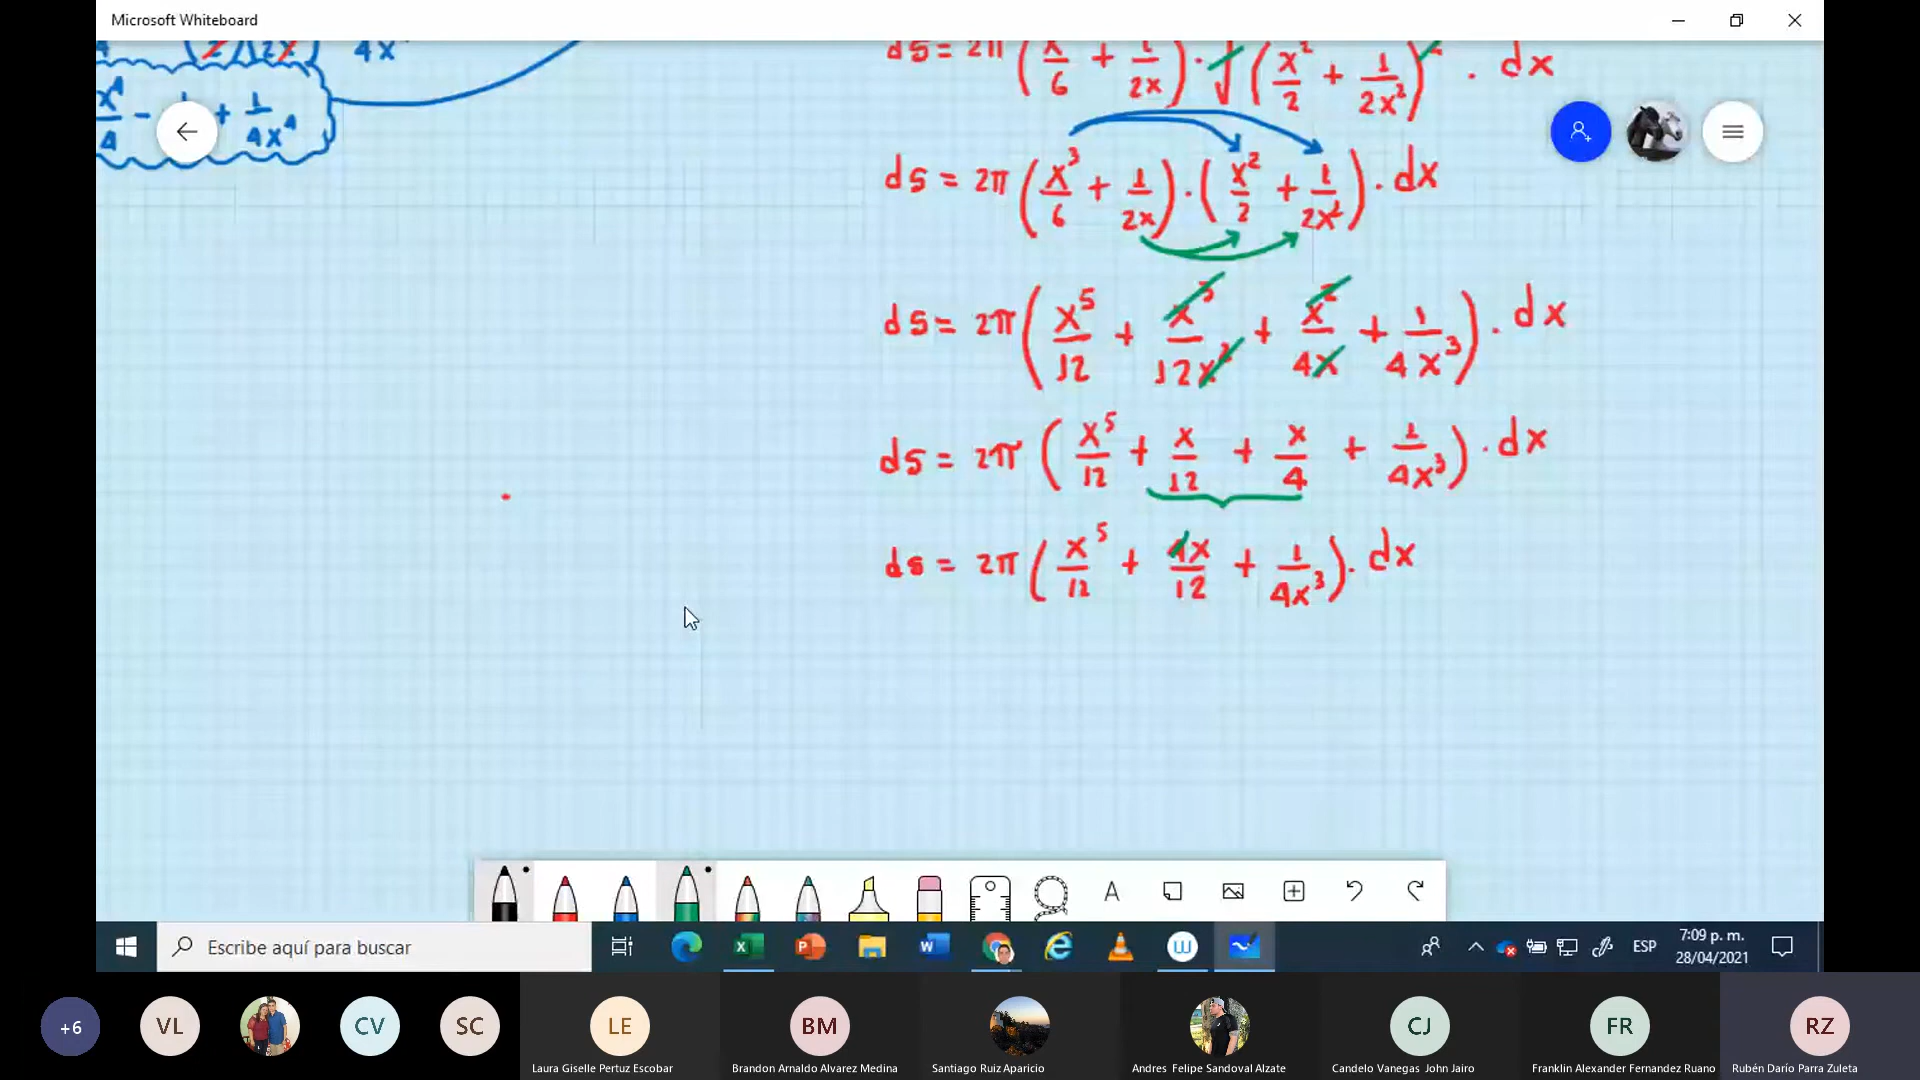 Microsoft Whiteboard
4x
x⁴/4 - + 1/4x⁴
ds = 2π (x/6 + 1/2x) · √(x²/2 + 1/2x²)² · dx
ds = 2π (x³/6 + 1/2x) · (x²/2 + 1/2x²) · dx
ds = 2π (x⁵/12 + x³/12x² + x²/4x + 1/4x³) · dx
ds = 2π (x⁵/12 + x/12 + x/4 + 1/4x³) · dx
ds = 2π (x⁵/12 + 4x/12 + 1/4x³) · dx
A
Escribe aquí para buscar
ESP
7:09 p. m.
28/04/2021
+6
VL
CV
SC
LE
BM
CJ
FR
RZ
Laura Giselle Pertuz Escobar
Brandon Arnaldo Alvarez Medina
Santiago Ruiz Aparicio
Andres Felipe Sandoval Alzate
Candelo Vanegas John Jairo
Franklin Alexander Fernandez Ruano
Rubén Darío Parra Zuleta